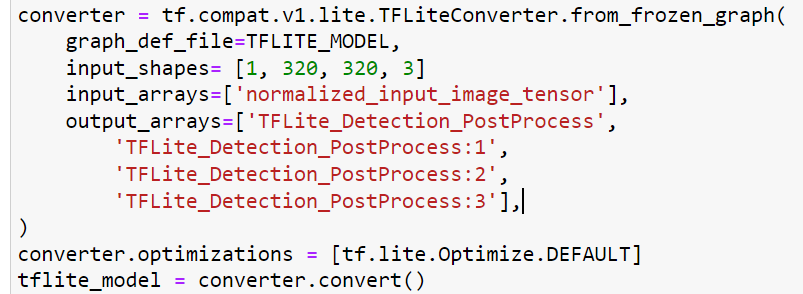 converter = tf.compat.v1.lite.TFLiteConverter.from_frozen_graph(
    graph_def_file=TFLITE_MODEL,
    input_shapes= [1, 320, 320, 3]
    input_arrays=['normalized_input_image_tensor'],
    output_arrays=['TFLite_Detection_PostProcess',
        'TFLite_Detection_PostProcess:1',
        'TFLite_Detection_PostProcess:2',
        'TFLite_Detection_PostProcess:3'],
)
converter.optimizations = [tf.lite.Optimize.DEFAULT]
tflite_model = converter.convert()